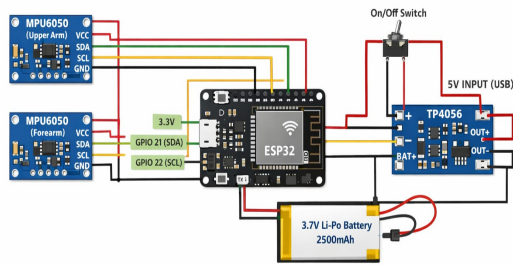 On/Off Switch
MPU6050
(Upper Arm)
VCC
SDA
SCL
GND
5V INPUT (USB)
TP4056
+
−
BAT+
OUT+
OUT−
MPU6050
(Forearm)
VCC
SDA
SCL
GND
3.3V
GPIO 21 (SDA)
GPIO 22 (SCL)
D
ESP32
3.7V Li-Po Battery
2500mAh